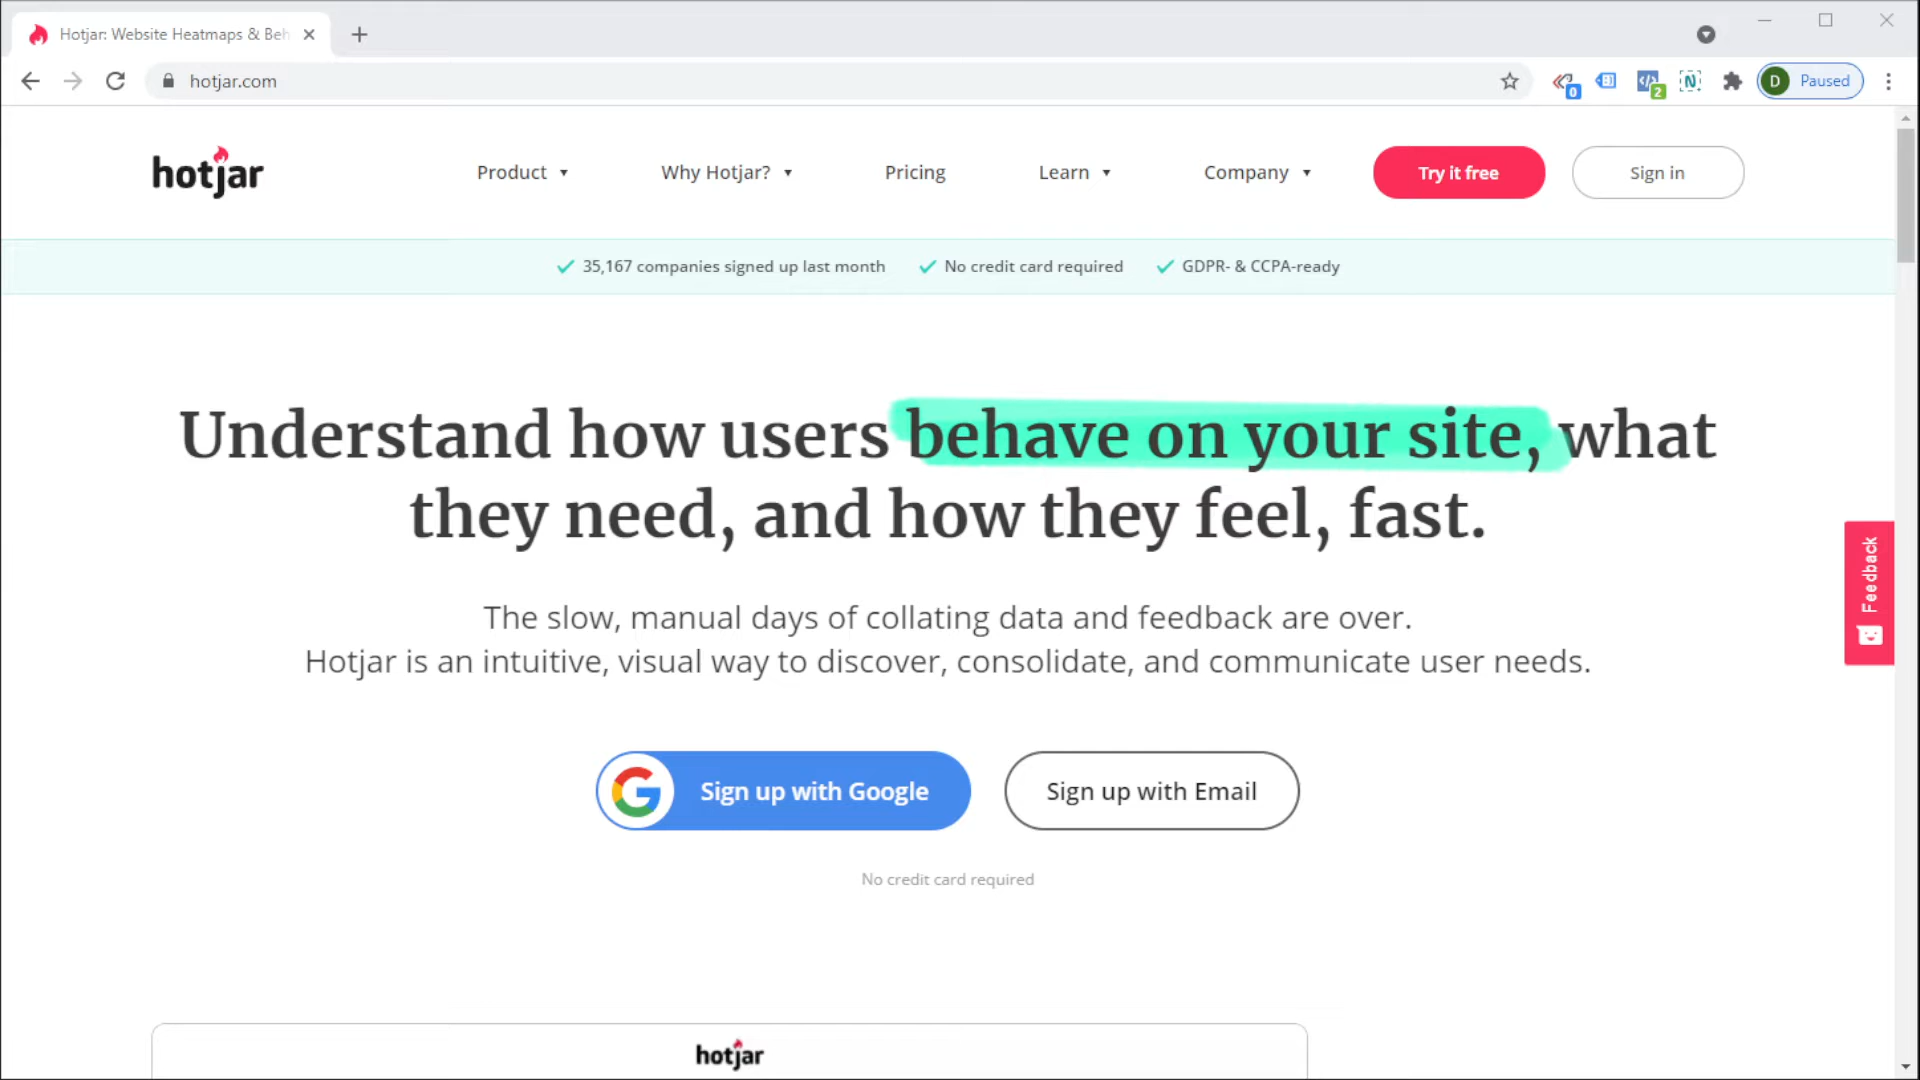 Hotjar: Website Heatmaps & Beh
hotjar.com
0
2
N
D
Paused
hotjar
Product
Why Hotjar?
Pricing
Learn
Company
Try it free
Sign in
35,167 companies signed up last month
No credit card required
GDPR- & CCPA-ready
Understand how users behave on your site, what
they need, and how they feel, fast.
Feedback
The slow, manual days of collating data and feedback are over.
Hotjar is an intuitive, visual way to discover, consolidate, and communicate user needs.
Sign up with Google
Sign up with Email
No credit card required
hotjar